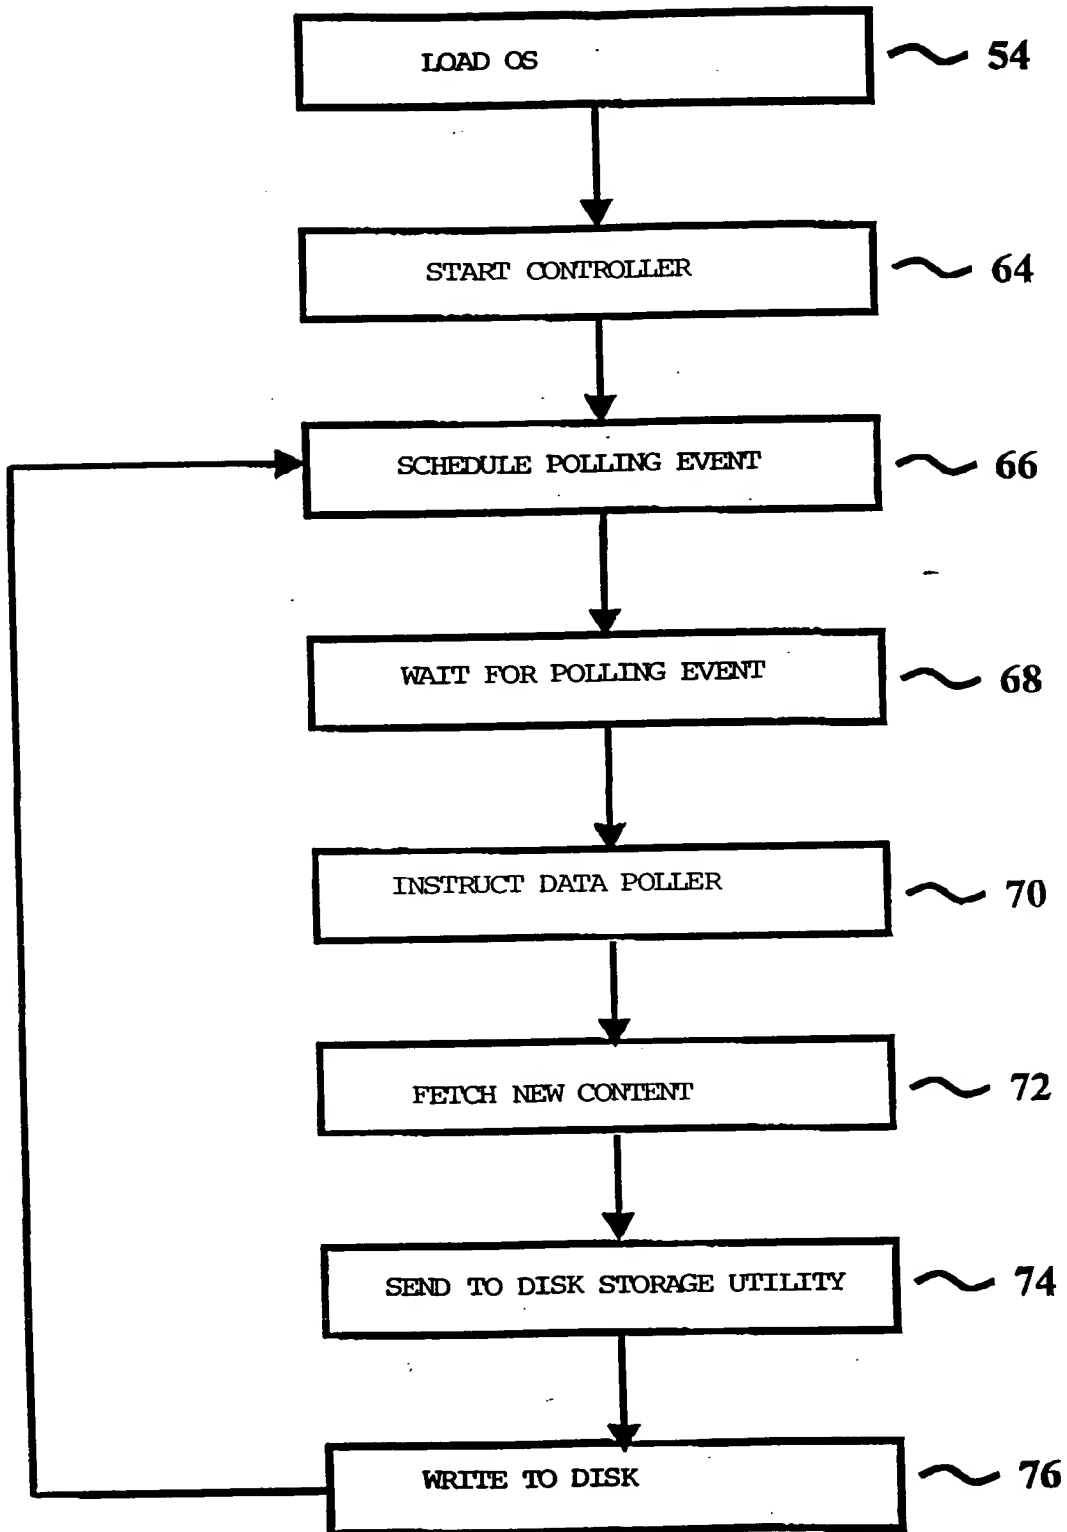 LOAD OS 54
START CONTROLLER 64
SCHEDULE POLLING EVENT 66
WAIT FOR POLLING EVENT 68
INSTRUCT DATA POLLER 70
FETCH NEW CONTENT 72
SEND TO DISK STORAGE UTILITY 74
WRITE TO DISK 76